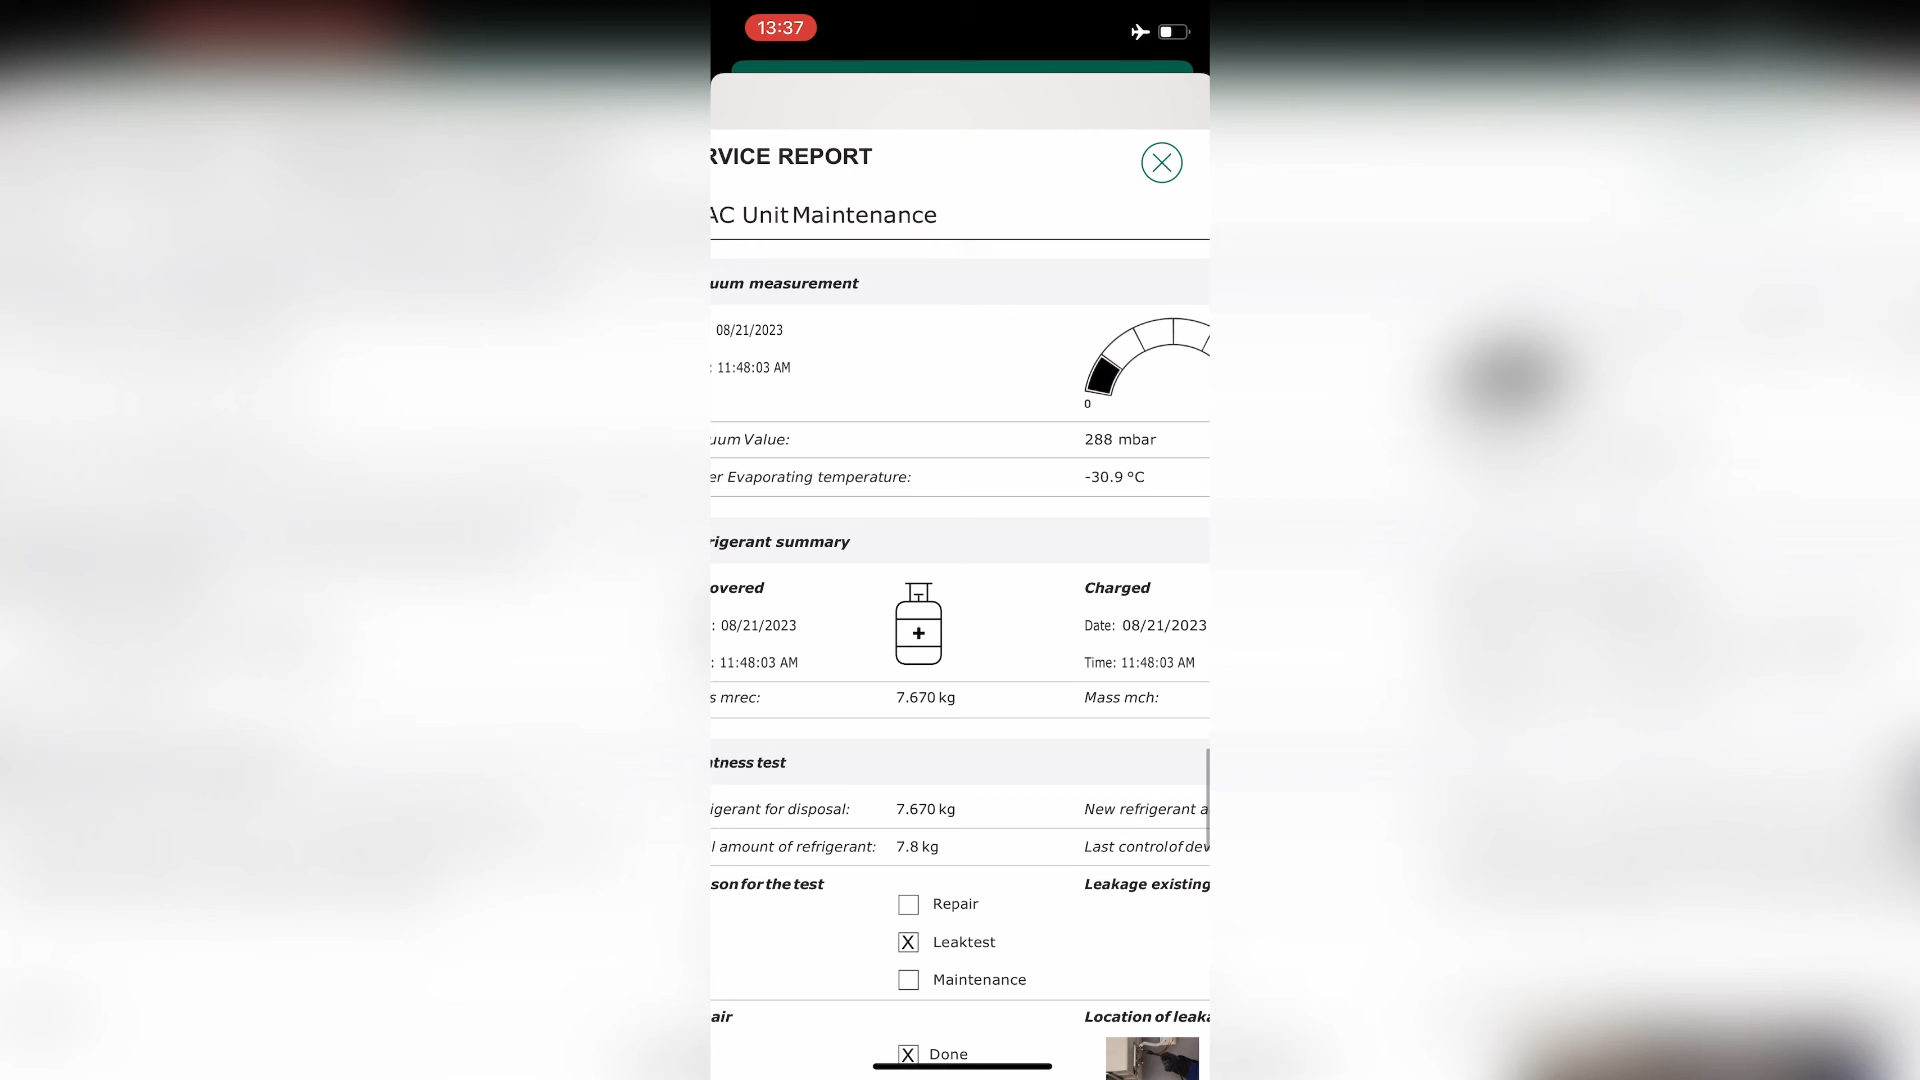 13:37
RVICE REPORT
AC Unit Maintenance
uum measurement
08/21/2023
: 11:48:03 AM
0
uum Value: 288 mbar
er Evaporating temperature: -30.9 °C
rigerant summary
overed Charged
: 08/21/2023 Date: 08/21/2023
: 11:48:03 AM Time: 11:48:03 AM
s mrec: 7.670 kg Mass mch:
+
tness test
igerant for disposal: 7.670 kg New refrigerant a
l amount of refrigerant: 7.8 kg Last control of dev
son for the test Leakage existing
Repair
X Leaktest
Maintenance
air Location of leaka
X Done